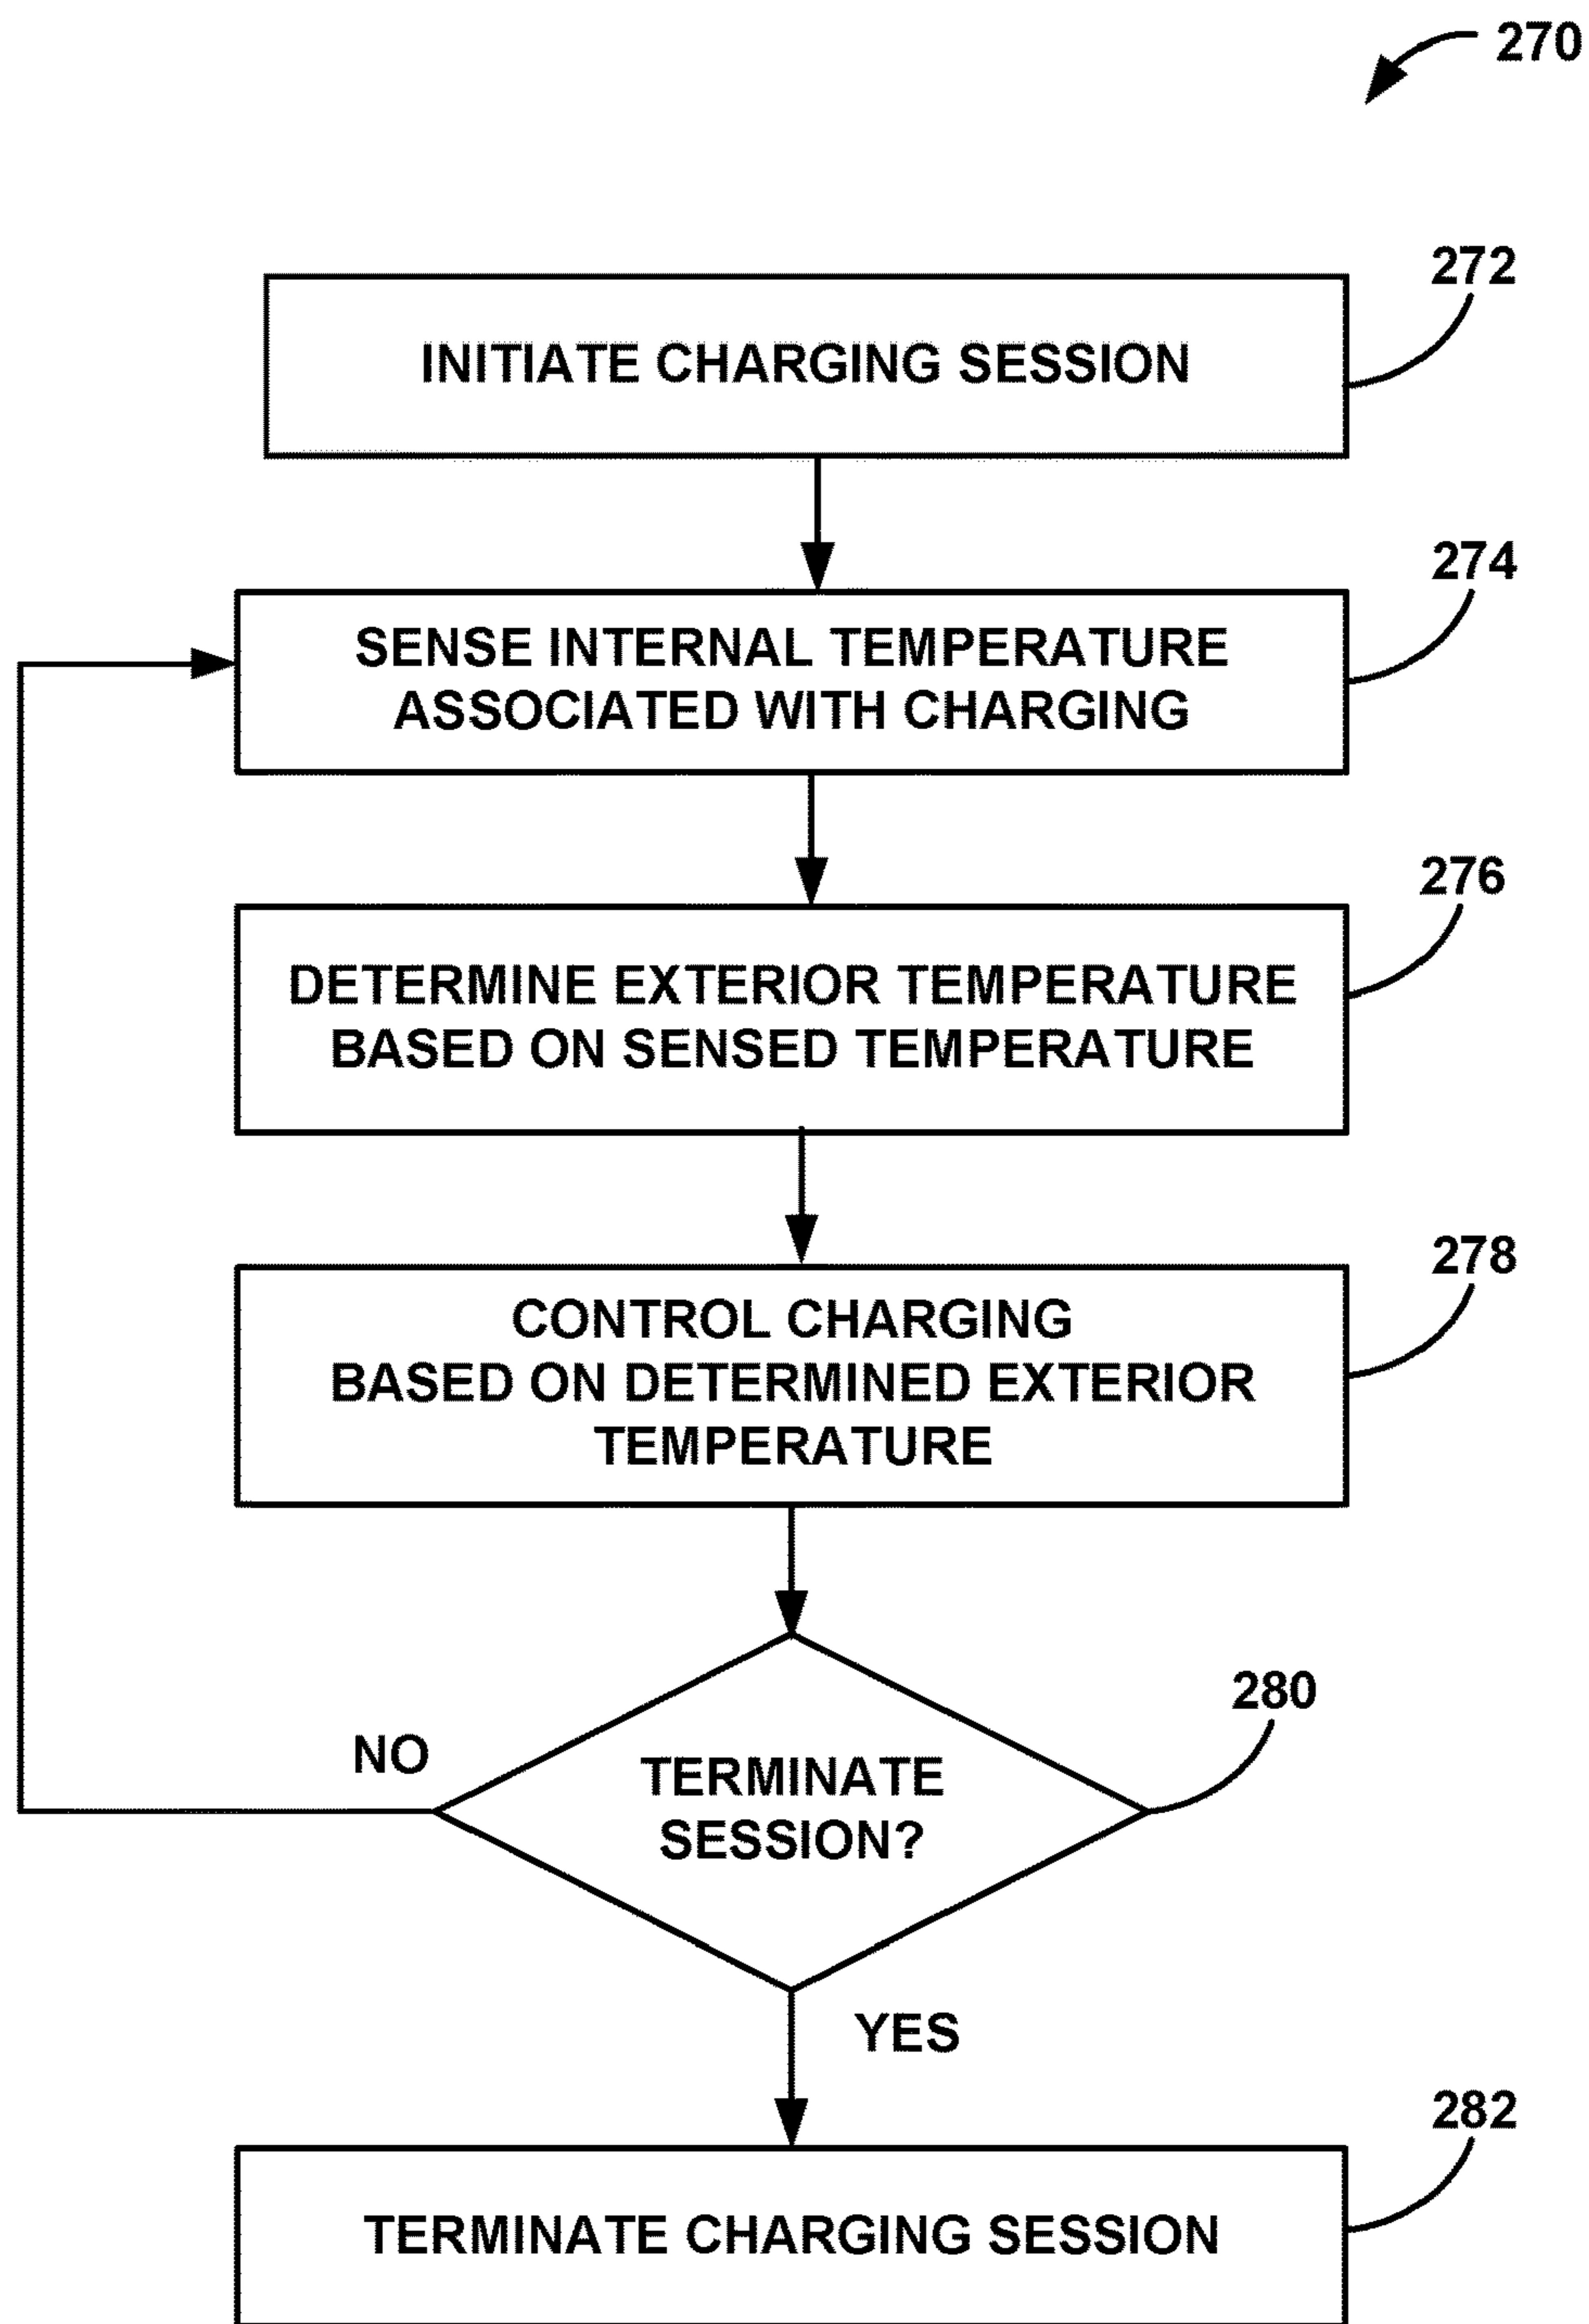 270
272
INITIATE CHARGING SESSION
274
SENSE INTERNAL TEMPERATURE
ASSOCIATED WITH CHARGING
276
DETERMINE EXTERIOR TEMPERATURE
BASED ON SENSED TEMPERATURE
278
CONTROL CHARGING
BASED ON DETERMINED EXTERIOR
TEMPERATURE
280
NO
TERMINATE
SESSION?
YES
282
TERMINATE CHARGING SESSION